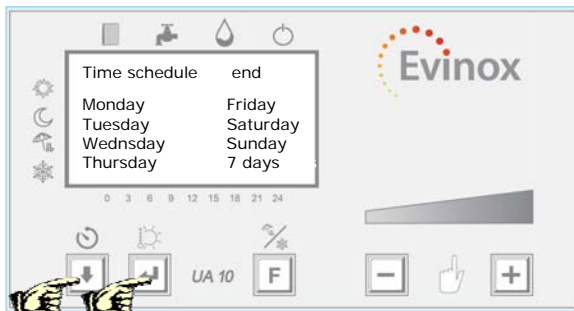 Evinox
Time schedule end
Monday Friday
Tuesday Saturday
Wednsday Sunday
Thursday 7 days
0 3 6 9 12 15 18 21 24
UA 10
F